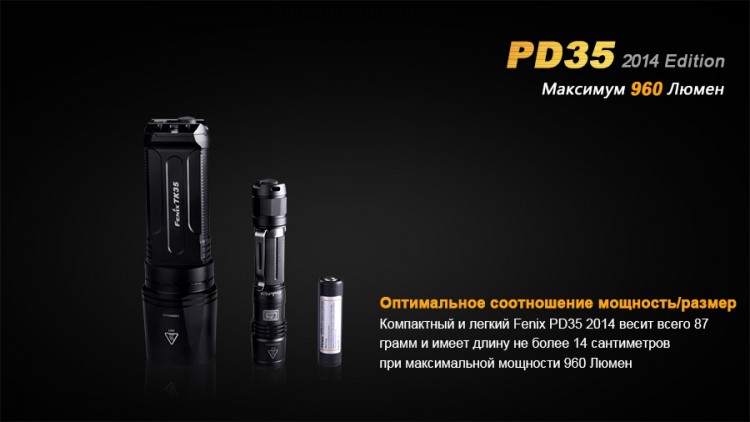 PD35 2014 Edition
Максимум 960 Люмен
Fenix TK35
Оптимальное соотношение мощность/размер
Компактный и легкий Fenix PD35 2014 весит всего 87
грамм и имеет длину не более 14 сантиметров
при максимальной мощности 960 Люмен